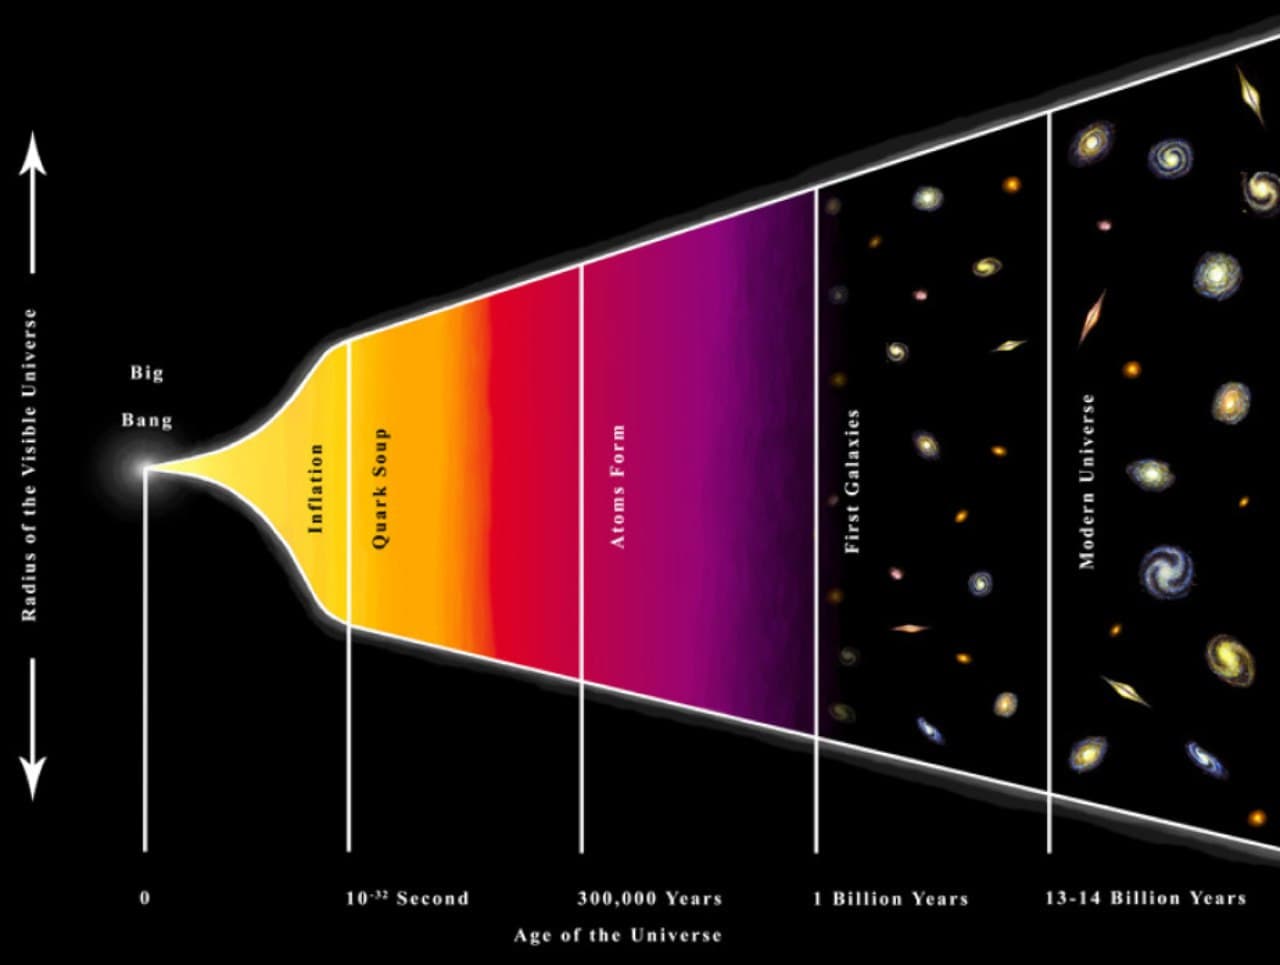 Big
Bang
Radius of the Visible Universe
Inflation
Quark Soup
Atoms Form
First Galaxies
Modern Universe
0
10⁻³² Second
300,000 Years
1 Billion Years
13-14 Billion Years
Age of the Universe